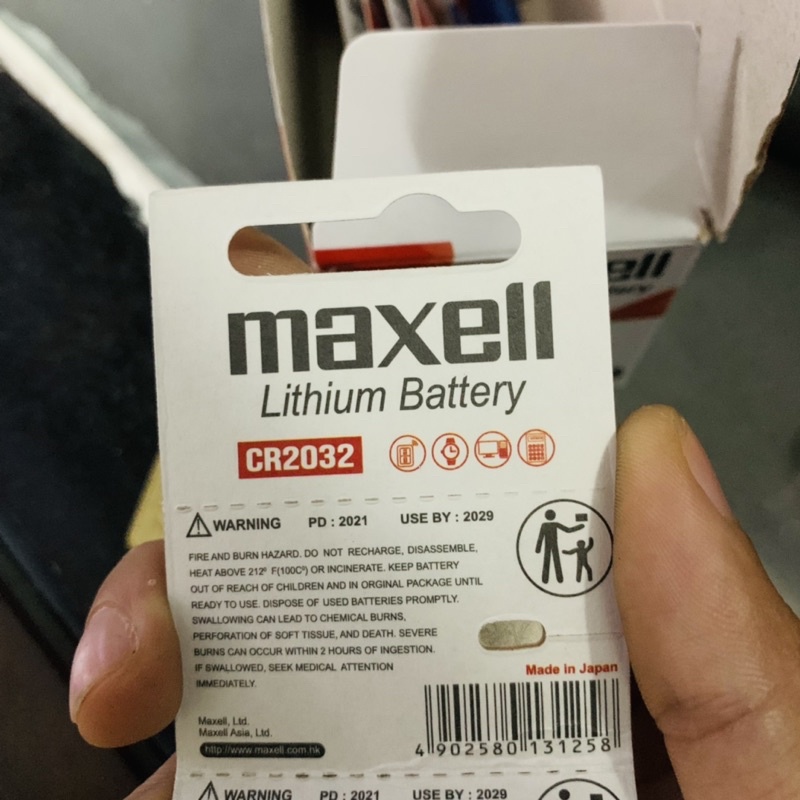 maxell
Lithium Battery
CR2032
WARNING PD : 2021 USE BY : 2029
FIRE AND BURN HAZARD. DO NOT RECHARGE, DISASSEMBLE,
HEAT ABOVE 212º F(100Cº) OR INCINERATE. KEEP BATTERY
OUT OF REACH OF CHILDREN AND IN ORGINAL PACKAGE UNTIL
READY TO USE. DISPOSE OF USED BATTERIES PROMPTLY.
SWALLOWING CAN LEAD TO CHEMICAL BURNS,
PERFORATION OF SOFT TISSUE, AND DEATH. SEVERE
BURNS CAN OCCUR WITHIN 2 HOURS OF INGESTION.
IF SWALLOWED, SEEK MEDICAL ATTENTION
IMMEDIATELY.
Made in Japan
Maxell, Ltd.
Maxell Asia, Ltd.
http://www.maxell.com.hk
4 902580 131258
WARNING PD : 2021 USE BY : 2029
ell